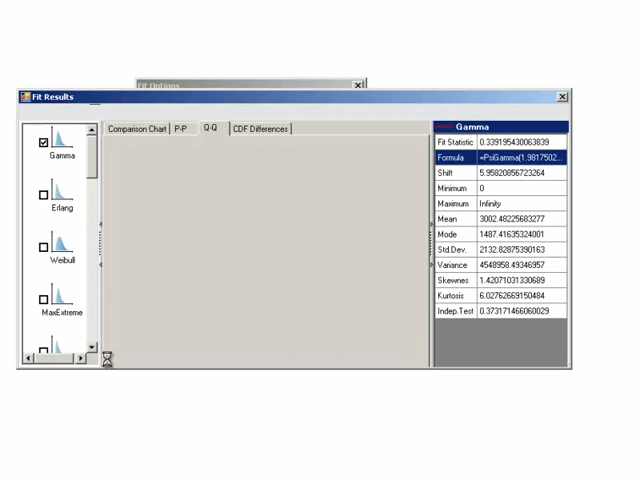 Fit Options
Fit Results
Comparison Chart P-P Q-Q CDF Differences
Gamma
Erlang
Weibull
MaxExtreme
Gamma
Fit Statistic 0.339195430063839
Formula =PsiGamma(1.9817502...
Shift 5.95820856723264
Minimum 0
Maximum Infinity
Mean 3002.48225683277
Mode 1487.41635324001
Std.Dev. 2132.82875390163
Variance 4548958.49346957
Skewnes 1.42071031330689
Kurtosis 6.02762669150484
Indep.Test 0.373171466060029